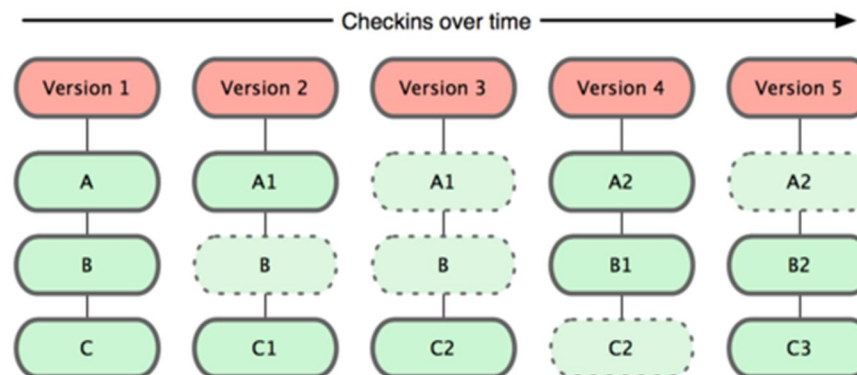 Checkins over time
Version 1 Version 2 Version 3 Version 4 Version 5
A A1 A1 A2 A2
B B B B1 B2
C C1 C2 C2 C3